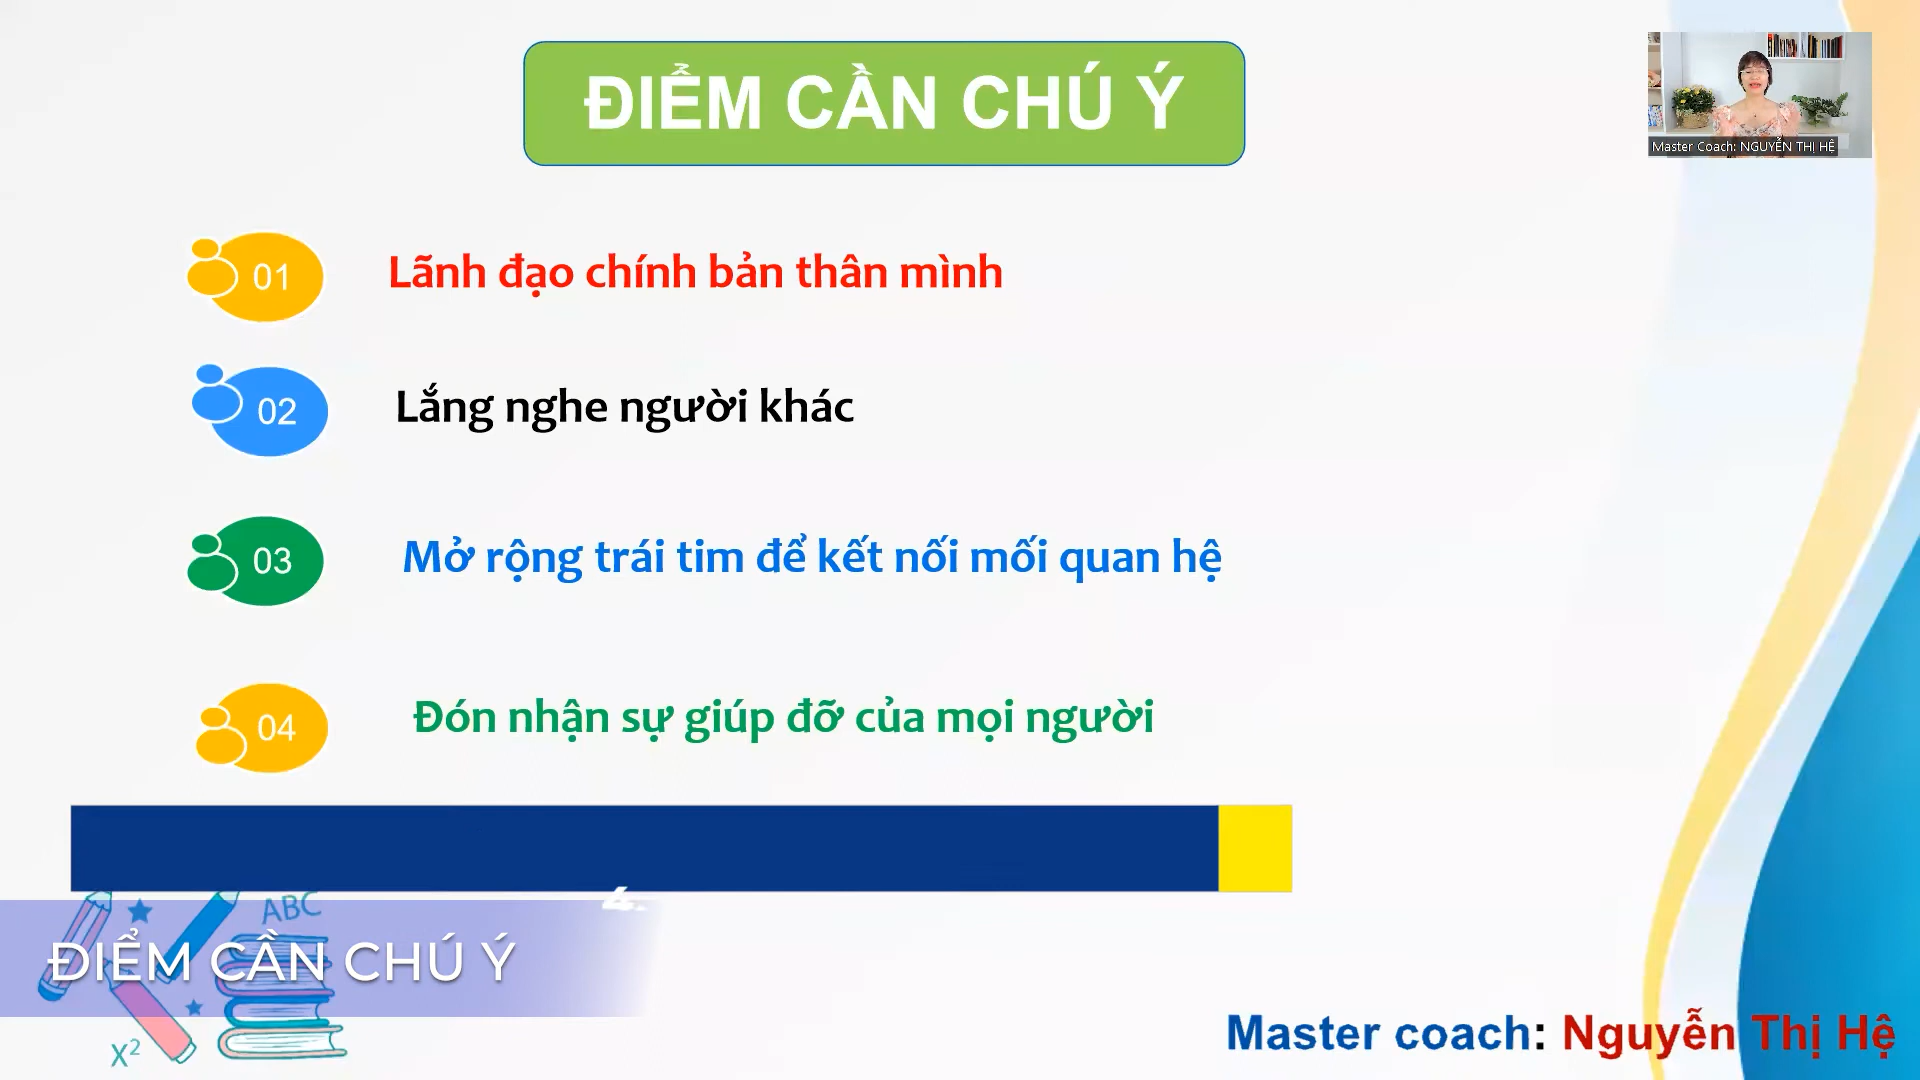 ĐIỂM CẦN CHÚ Ý
Master Coach: NGUYỄN THỊ HỆ
01 Lãnh đạo chính bản thân mình
02 Lắng nghe người khác
03 Mở rộng trái tim để kết nối mối quan hệ
04 Đón nhận sự giúp đỡ của mọi người
ABC
ĐIỂM CẦN CHÚ Ý
X²
Master coach: Nguyễn Thị Hệ